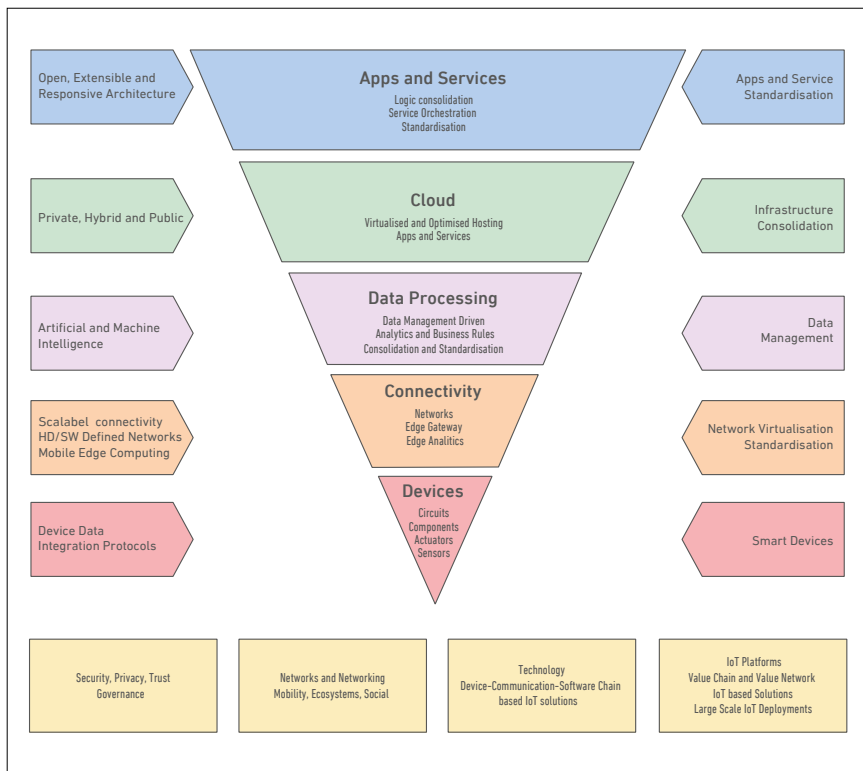 Open, Extensible and
Responsive Architecture
Apps and Services
Logic consolidation
Service Orchestration
Standardisation
Apps and Service
Standardisation
Private, Hybrid and Public
Cloud
Virtualised and Optimised Hosting
Apps and Services
Infrastructure
Consolidation
Artificial and Machine
Intelligence
Data Processing
Data Management Driven
Analytics and Business Rules
Consolidation and Standardisation
Data
Management
Scalabel connectivity
HD/SW Defined Networks
Mobile Edge Computing
Connectivity
Networks
Edge Gateway
Edge Analitics
Network Virtualisation
Standardisation
Device Data
Integration Protocols
Devices
Circuits
Components
Actuators
Sensors
Smart Devices
Security, Privacy, Trust
Governance
Networks and Networking
Mobility, Ecosystems, Social
Technology
Device-Communication-Software Chain
based IoT solutions
IoT Platforms
Value Chain and Value Network
IoT based Solutions
Large Scale IoT Deployments